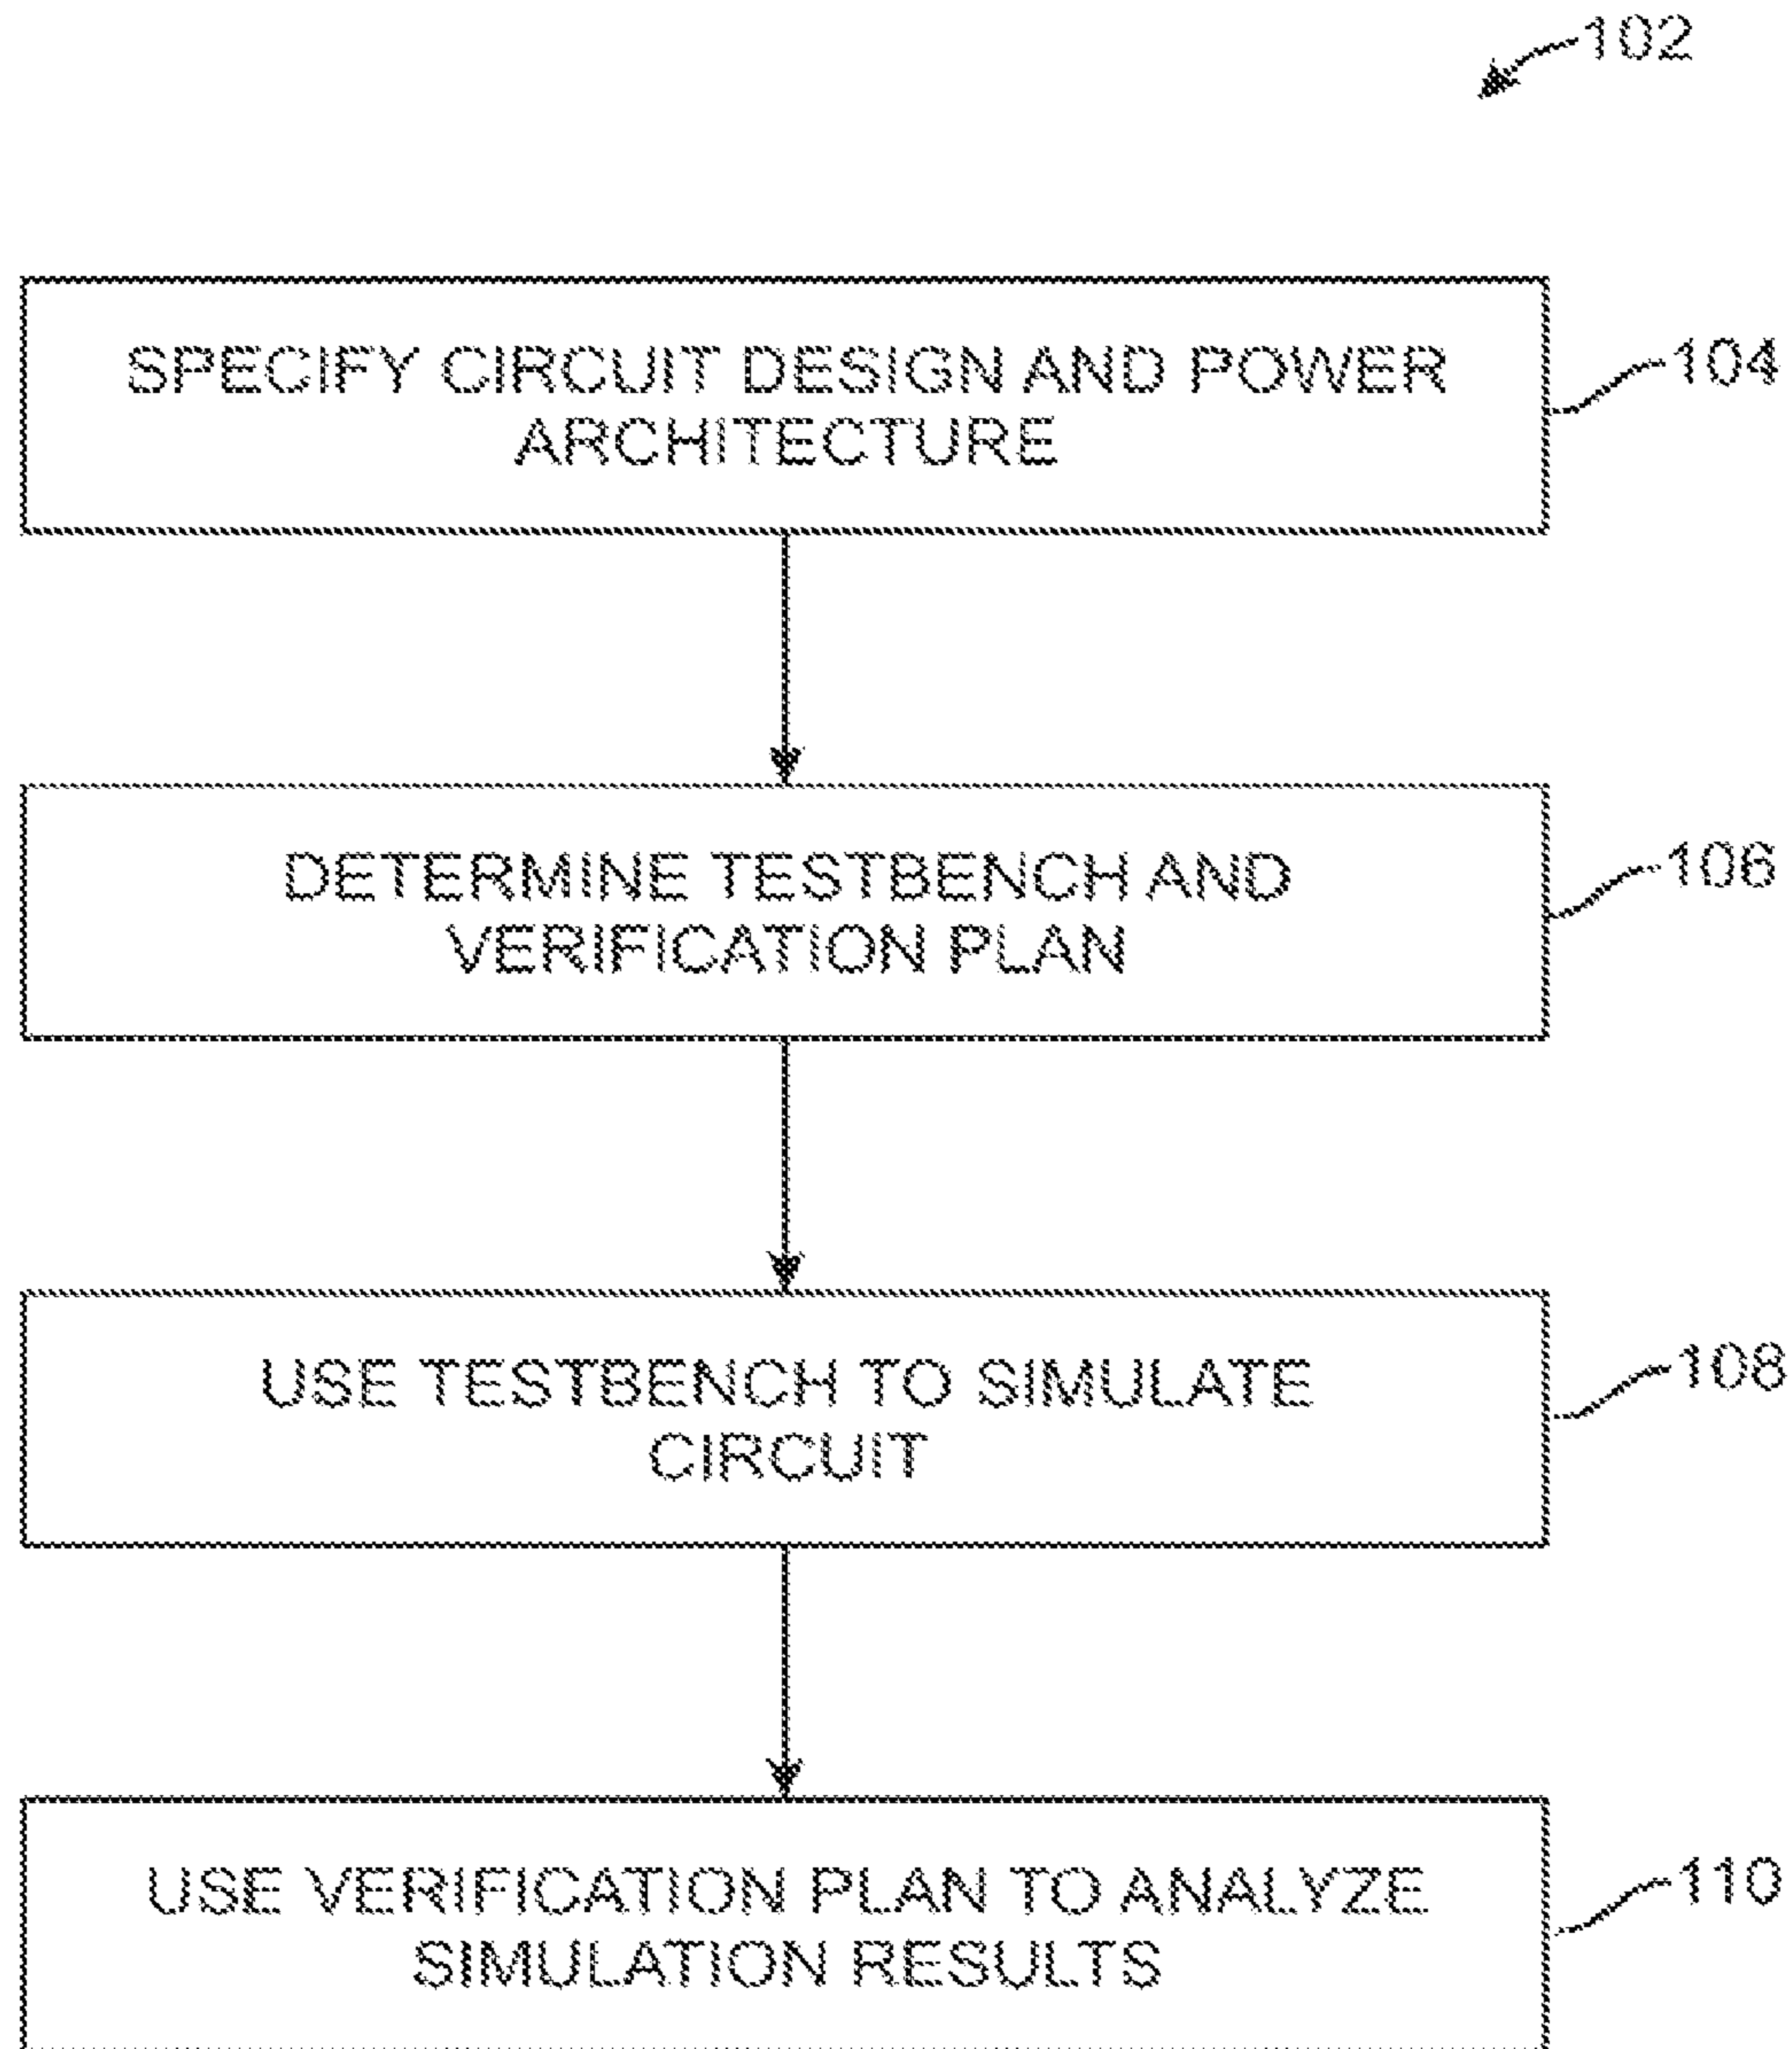 102
SPECIFY CIRCUIT DESIGN AND POWER
ARCHITECTURE
104
DETERMINE TESTBENCH AND
VERIFICATION PLAN
106
USE TESTBENCH TO SIMULATE
CIRCUIT
108
USE VERIFICATION PLAN TO ANALYZE
SIMULATION RESULTS
110